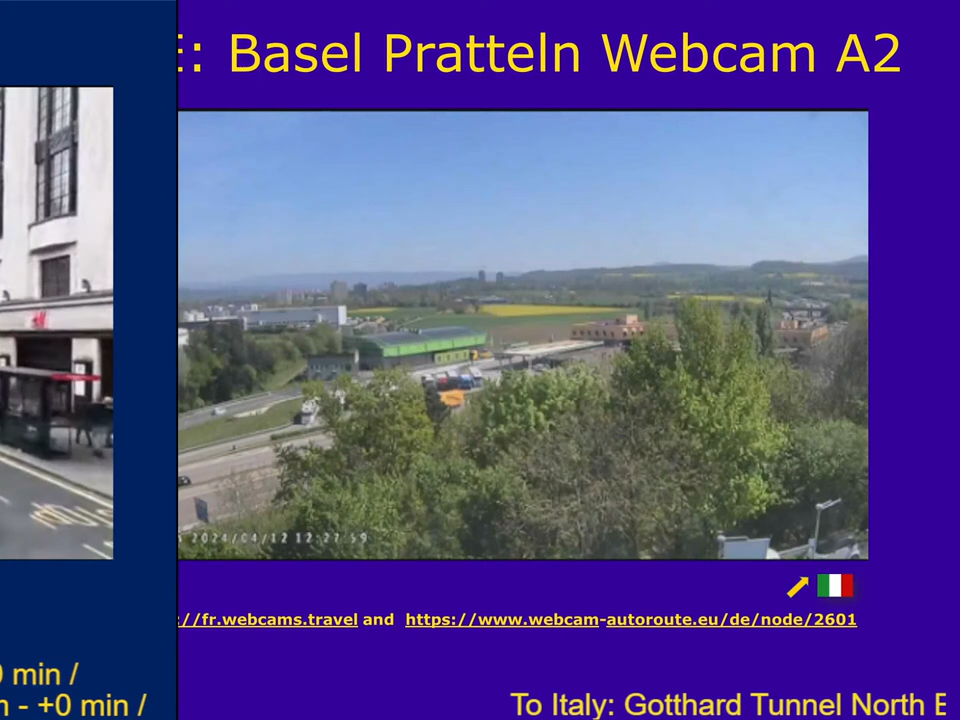 : Basel Pratteln Webcam A2
2024/04/12 12:27:59
://fr.webcams.travel and https://www.webcam-autoroute.eu/de/node/2601
min /
- +0 min /
To Italy: Gotthard Tunnel North